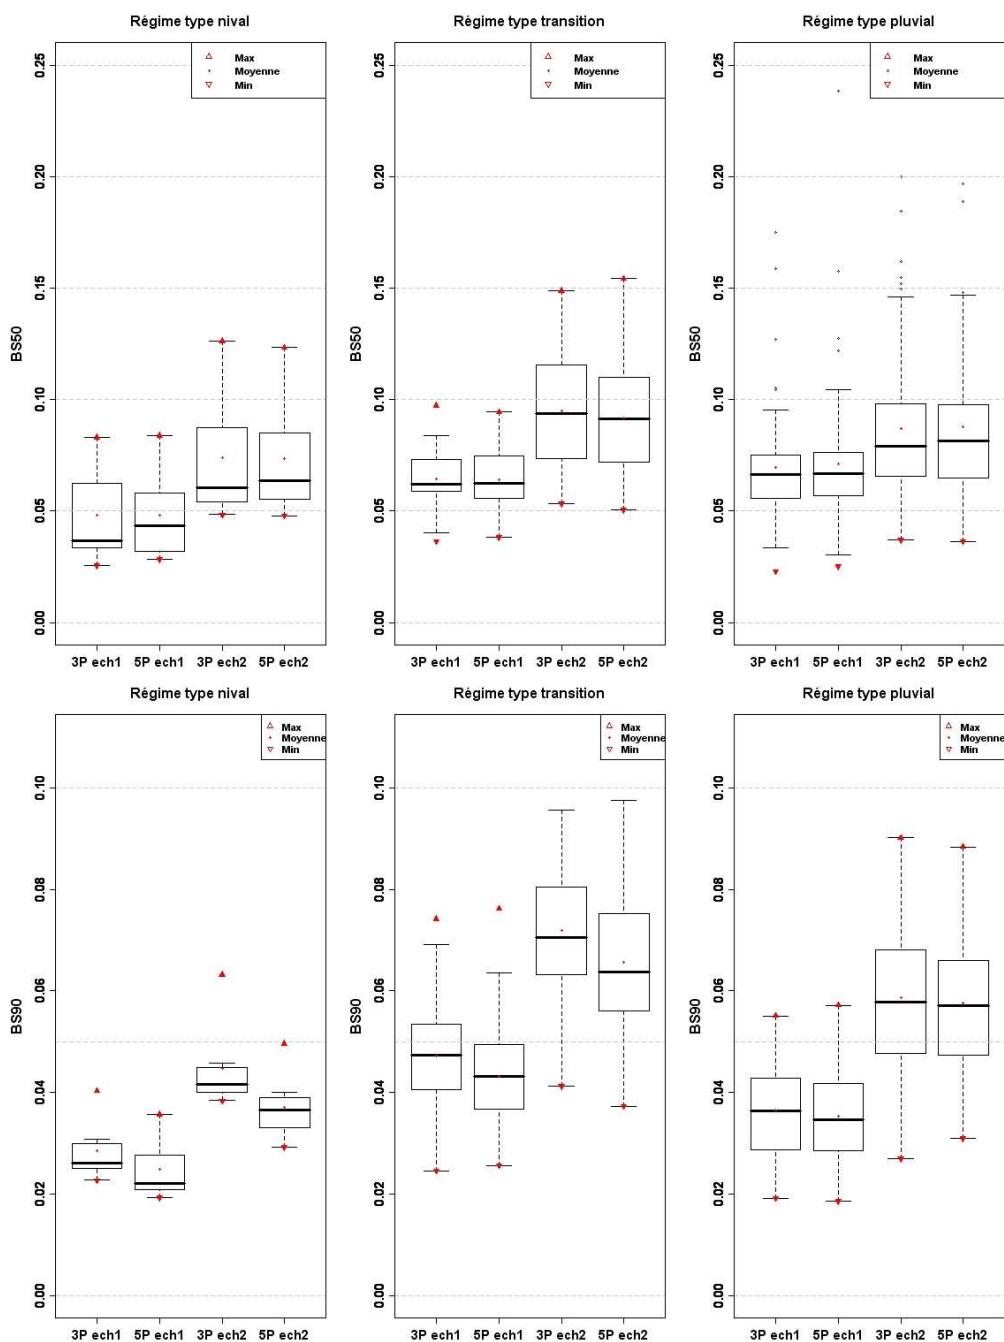 Régime type nival
Régime type transition
Régime type pluvial
Max
Moyenne
Min
Max
Moyenne
Min
Max
Moyenne
Min
BS50
0.25
0.20
0.15
0.10
0.05
0.00
BS50
0.25
0.20
0.15
0.10
0.05
0.00
BS50
0.25
0.20
0.15
0.10
0.05
0.00
3P ech1 5P ech1 3P ech2 5P ech2
3P ech1 5P ech1 3P ech2 5P ech2
3P ech1 5P ech1 3P ech2 5P ech2
Régime type nival
Régime type transition
Régime type pluvial
Max
Moyenne
Min
Max
Moyenne
Min
Max
Moyenne
Min
BS90
0.10
0.08
0.06
0.04
0.02
0.00
BS90
0.10
0.08
0.06
0.04
0.02
0.00
BS90
0.10
0.08
0.06
0.04
0.02
0.00
3P ech1 5P ech1 3P ech2 5P ech2
3P ech1 5P ech1 3P ech2 5P ech2
3P ech1 5P ech1 3P ech2 5P ech2